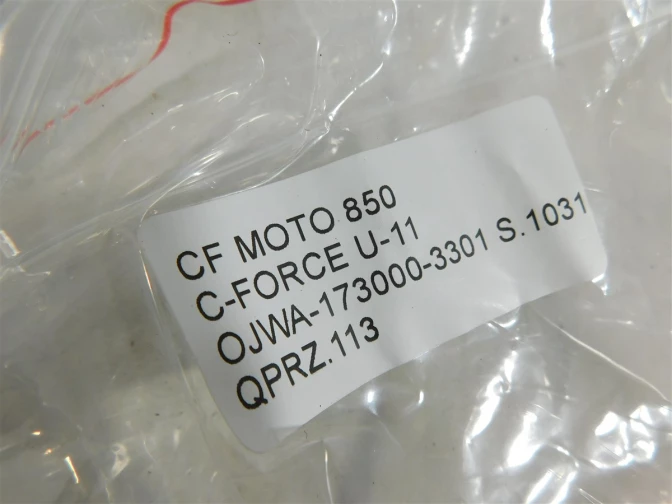 CF MOTO 850
C-FORCE U-11
OJWA-173000-3301 S.1031
QPRZ.113